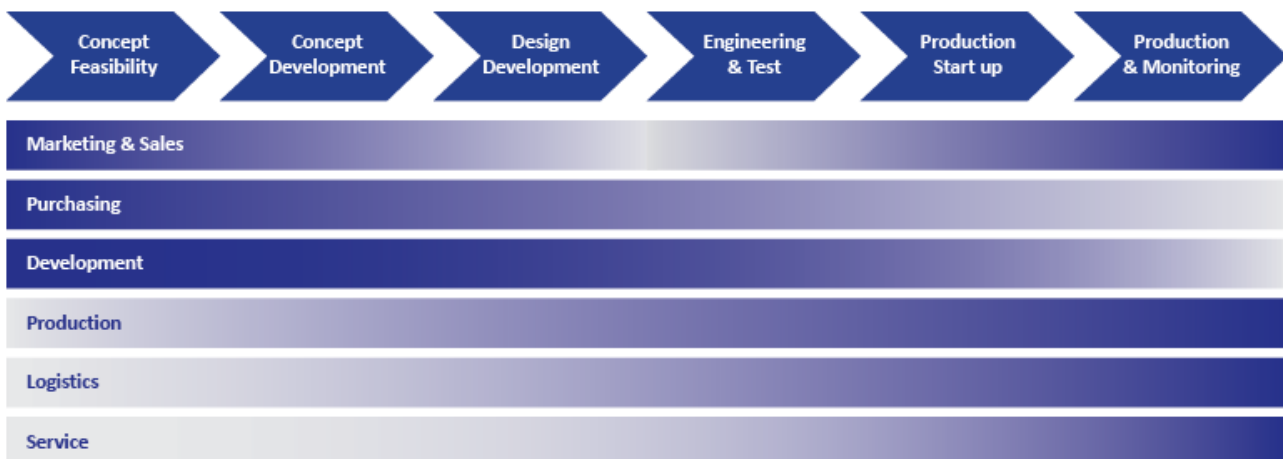 Concept
Feasibility
Concept
Development
Design
Development
Engineering
& Test
Production
Start up
Production
& Monitoring
Marketing & Sales
Purchasing
Development
Production
Logistics
Service